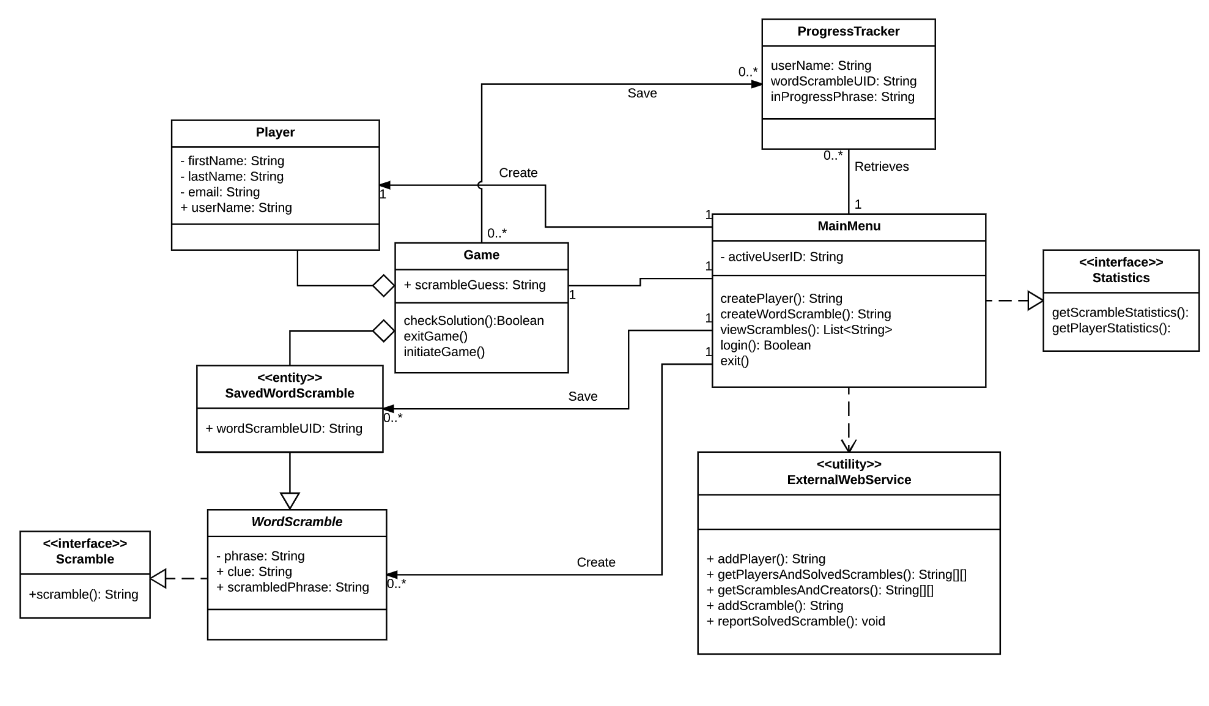 ProgressTracker
userName: String
wordScrambleUID: String
inProgressPhrase: String
0..*
Save
Player
- firstName: String
- lastName: String
- email: String
+ userName: String
1
Create
0..*
Retrieves
1
0..*
Game
+ scrambleGuess: String
checkSolution():Boolean
exitGame()
initiateGame()
1
1
1
1
1
MainMenu
- activeUserID: String
createPlayer(): String
createWordScramble(): String
viewScrambles(): List<String>
login(): Boolean
exit()
<<interface>>
Statistics
getScrambleStatistics():
getPlayerStatistics():
<<entity>>
SavedWordScramble
+ wordScrambleUID: String
Save
0..*
<<utility>>
ExternalWebService
+ addPlayer(): String
+ getPlayersAndSolvedScrambles(): String[][]
+ getScramblesAndCreators(): String[][]
+ addScramble(): String
+ reportSolvedScramble(): void
WordScramble
- phrase: String
+ clue: String
+ scrambledPhrase: String
Create
0..*
<<interface>>
Scramble
+scramble(): String